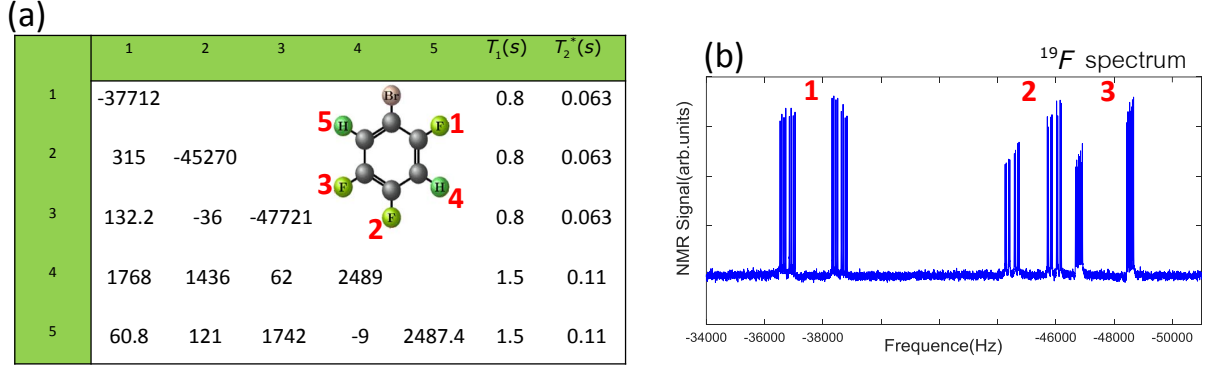 (a)
1 2 3 4 5 T₁(s) T₂*(s)
1 -37712 0.8 0.063
2 315 -45270 0.8 0.063
3 132.2 -36 -47721 0.8 0.063
4 1768 1436 62 2489 1.5 0.11
5 60.8 121 1742 -9 2487.4 1.5 0.11
Br
5 H F 1
3 F H 4
2 F
(b)
¹⁹F spectrum
1 2 3
NMR Signal(arb.units)
-34000 -36000 -38000 -46000 -48000 -50000
Frequence(Hz)